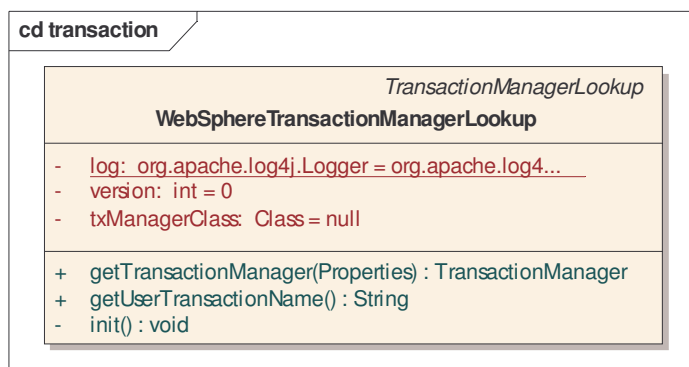 cd transaction
TransactionManagerLookup
WebSphereTransactionManagerLookup
- log: org.apache.log4j.Logger = org.apache.log4...
- version: int = 0
- txManagerClass: Class = null
+ getTransactionManager(Properties) : TransactionManager
+ getUserTransactionName() : String
- init() : void